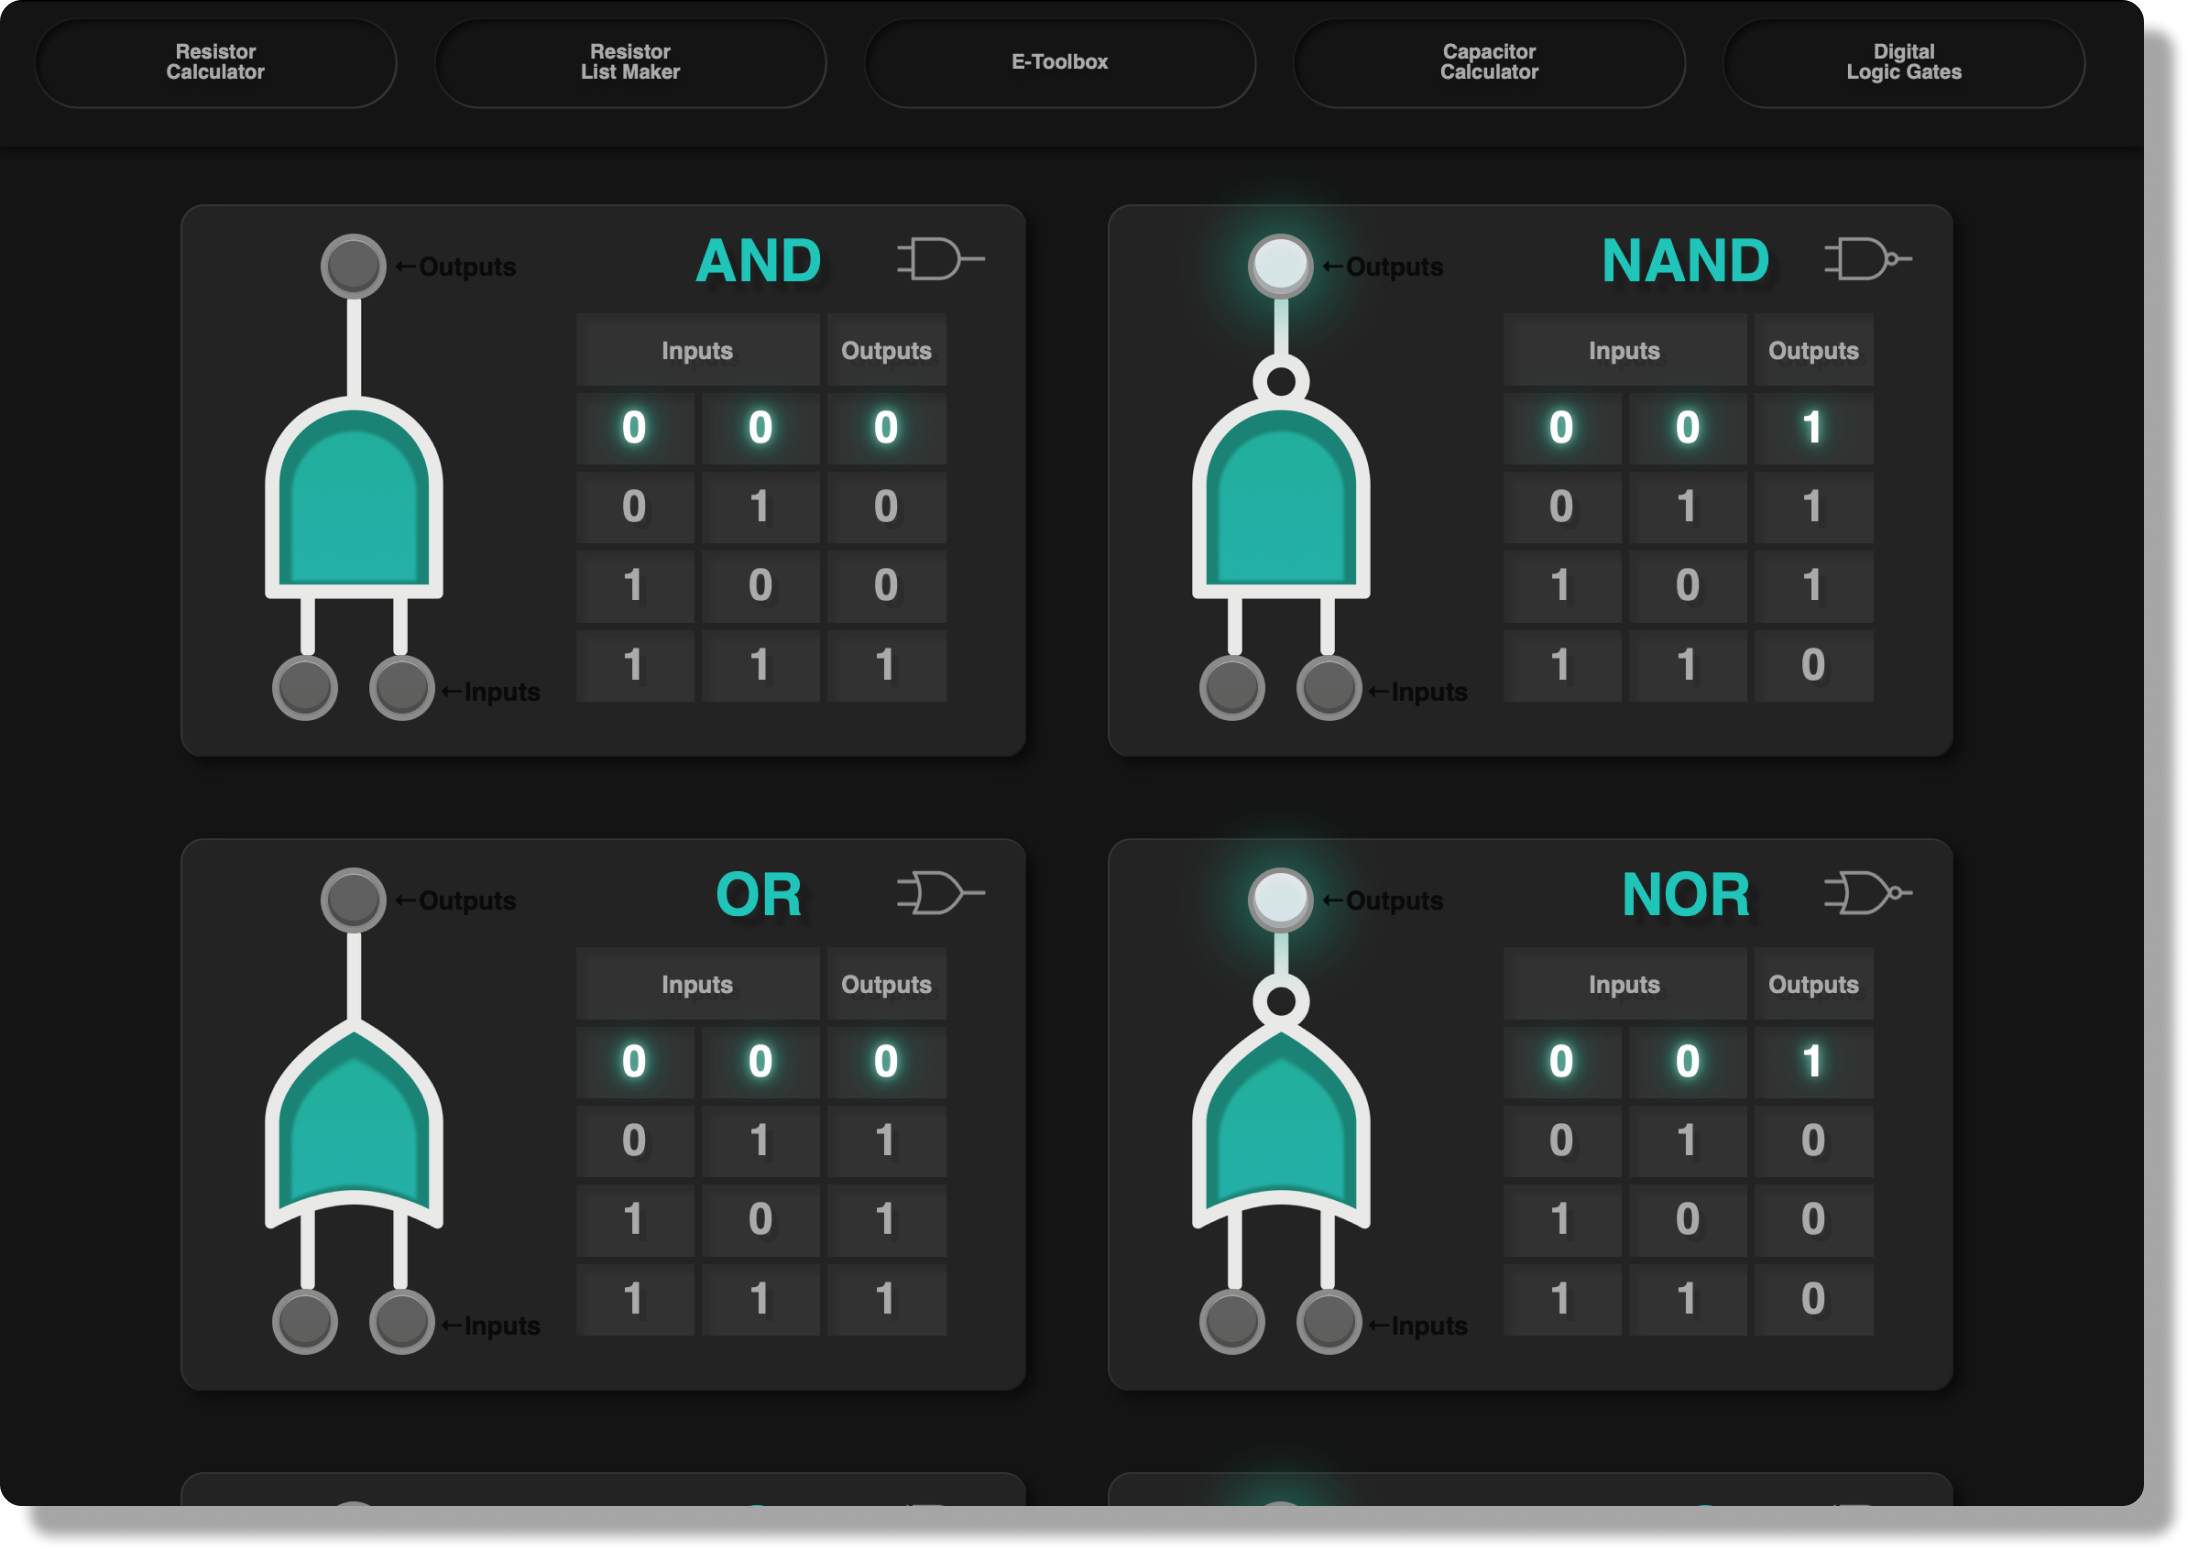 Resistor
Calculator
Resistor
List Maker
E-Toolbox
Capacitor
Calculator
Digital
Logic Gates
←Outputs
AND
Inputs Outputs
0 0 0
0 1 0
1 0 0
1 1 1
←Inputs
←Outputs
NAND
Inputs Outputs
0 0 1
0 1 1
1 0 1
1 1 0
←Inputs
←Outputs
OR
Inputs Outputs
0 0 0
0 1 1
1 0 1
1 1 1
←Inputs
←Outputs
NOR
Inputs Outputs
0 0 1
0 1 0
1 0 0
1 1 0
←Inputs